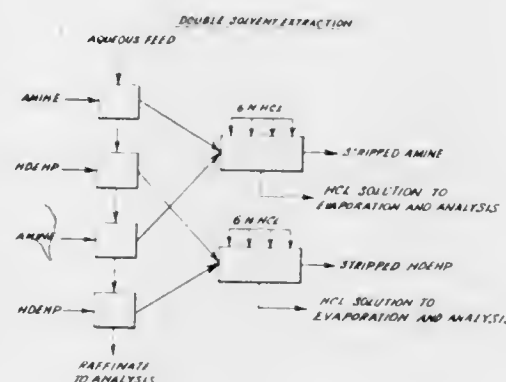 DOUBLE SOLVENT EXTRACTION
AQUEOUS FEED
AMINE
6 N HCL
STRIPPED AMINE
HDEHP
HCL SOLUTION TO
EVAPORATION AND ANALYSIS
AMINE
6 N HCL
STRIPPED HDEHP
HDEHP
HCL SOLUTION TO
EVAPORATION AND ANALYSIS
RAFFINATE
TO ANALYSIS